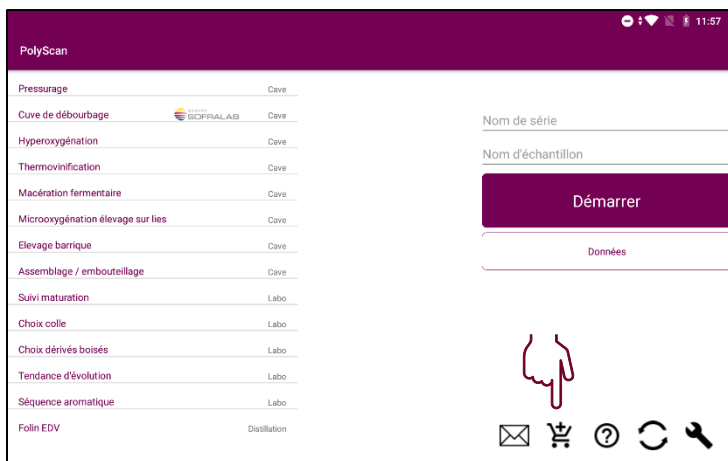 11:57
PolyScan
Pressurage Cave
Cuve de débourbage GROUPE SOFRALAB Cave
Hyperoxygénation Cave
Thermovinification Cave
Macération fermentaire Cave
Microoxygénation élevage sur lies Cave
Elevage barrique Cave
Assemblage / embouteillage Cave
Suivi maturation Labo
Choix colle Labo
Choix dérivés boisés Labo
Tendance d'évolution Labo
Séquence aromatique Labo
Folin EDV Distillation
Nom de série
Nom d'échantillon
Démarrer
Données